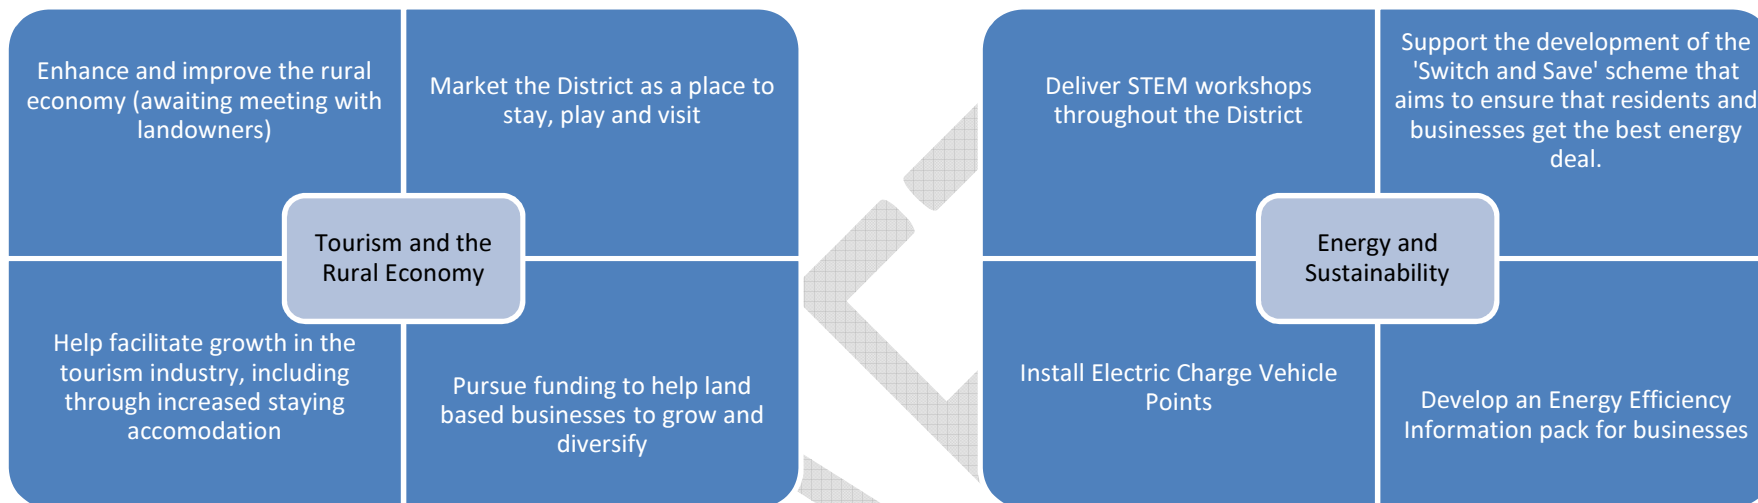 Enhance and improve the rural
economy (awaiting meeting with
landowners)
Market the District as a place to
stay, play and visit
Tourism and the
Rural Economy
Help facilitate growth in the
tourism industry, including
through increased staying
accomodation
Pursue funding to help land
based businesses to grow and
diversify
Deliver STEM workshops
throughout the District
Support the development of the
'Switch and Save' scheme that
aims to ensure that residents and
businesses get the best energy
deal.
Energy and
Sustainability
Install Electric Charge Vehicle
Points
Develop an Energy Efficiency
Information pack for businesses